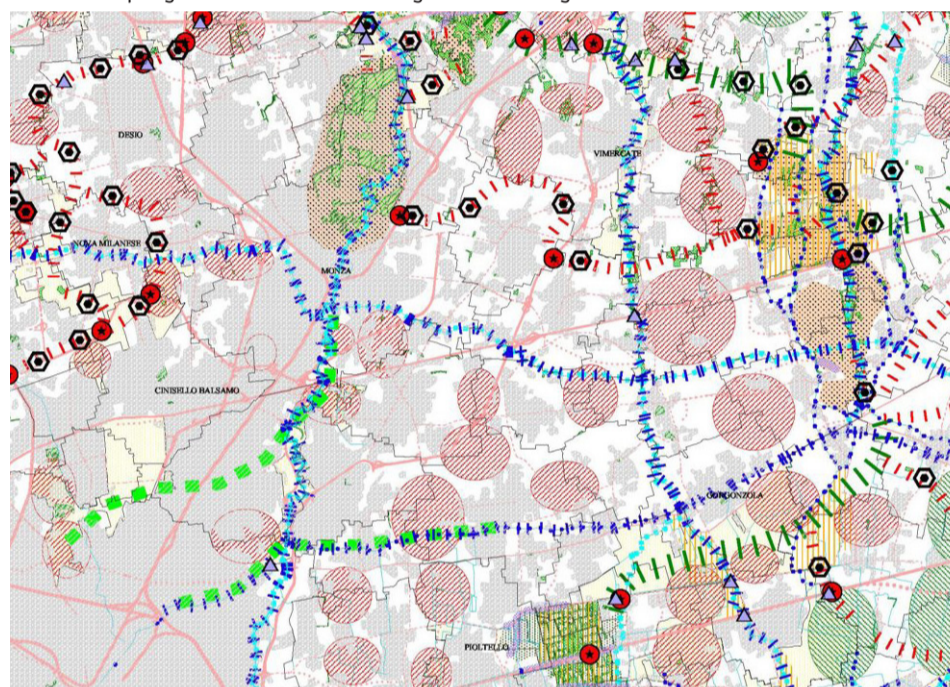 DESIO
VIMERCATE
NOVA MILANESE
MONZA
CINISELLO BALSAMO
GORGONZOLA
PIOLTELLO